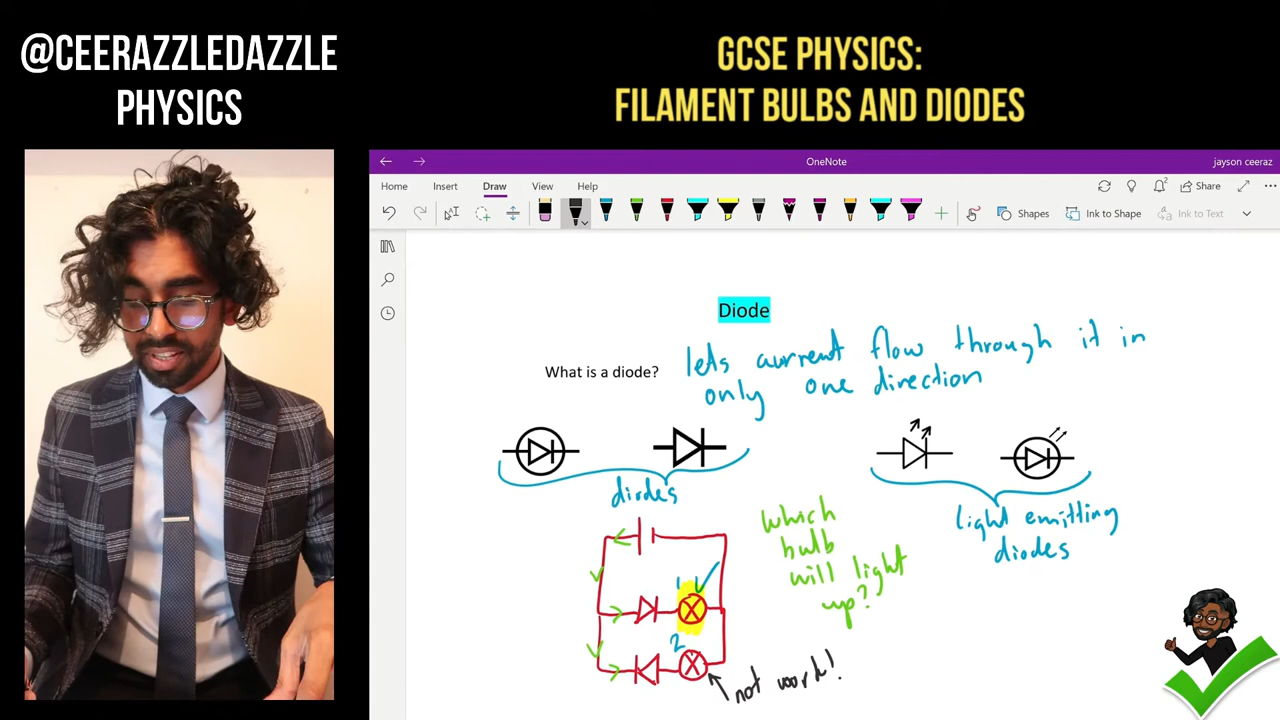 @CEERAZZLEDAZZLE
PHYSICS
GCSE PHYSICS:
FILAMENT BULBS AND DIODES
OneNote
jayson ceeraz
Home
Insert
Draw
View
Help
2
Share
Shapes
Ink to Shape
Ink to Text
Diode
What is a diode?
lets current flow through it in
only one direction
diodes
light emitting
diodes
which
bulb
will light
up?
1
2
not work!